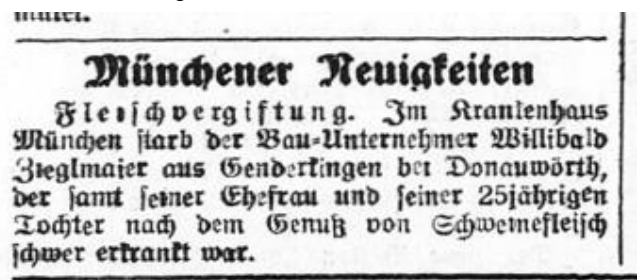 Münchener Neuigkeiten
Fleischvergiftung. Im Krankenhaus
München starb der Bau-Unternehmer Willibald
Zieglmaier aus Genderkingen bei Donauwörth,
der samt seiner Ehefrau und seiner 25jährigen
Tochter nach dem Genuß von Schweinefleisch
schwer erkrankt war.